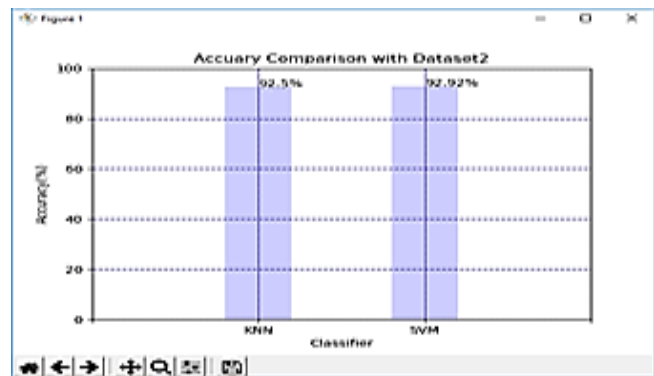 Figure 1
Accuary Comparison with Dataset2
100
92.5%
92.92%
80
60
40
20
0
Accuracy(%)
KNN
SVM
Classifier